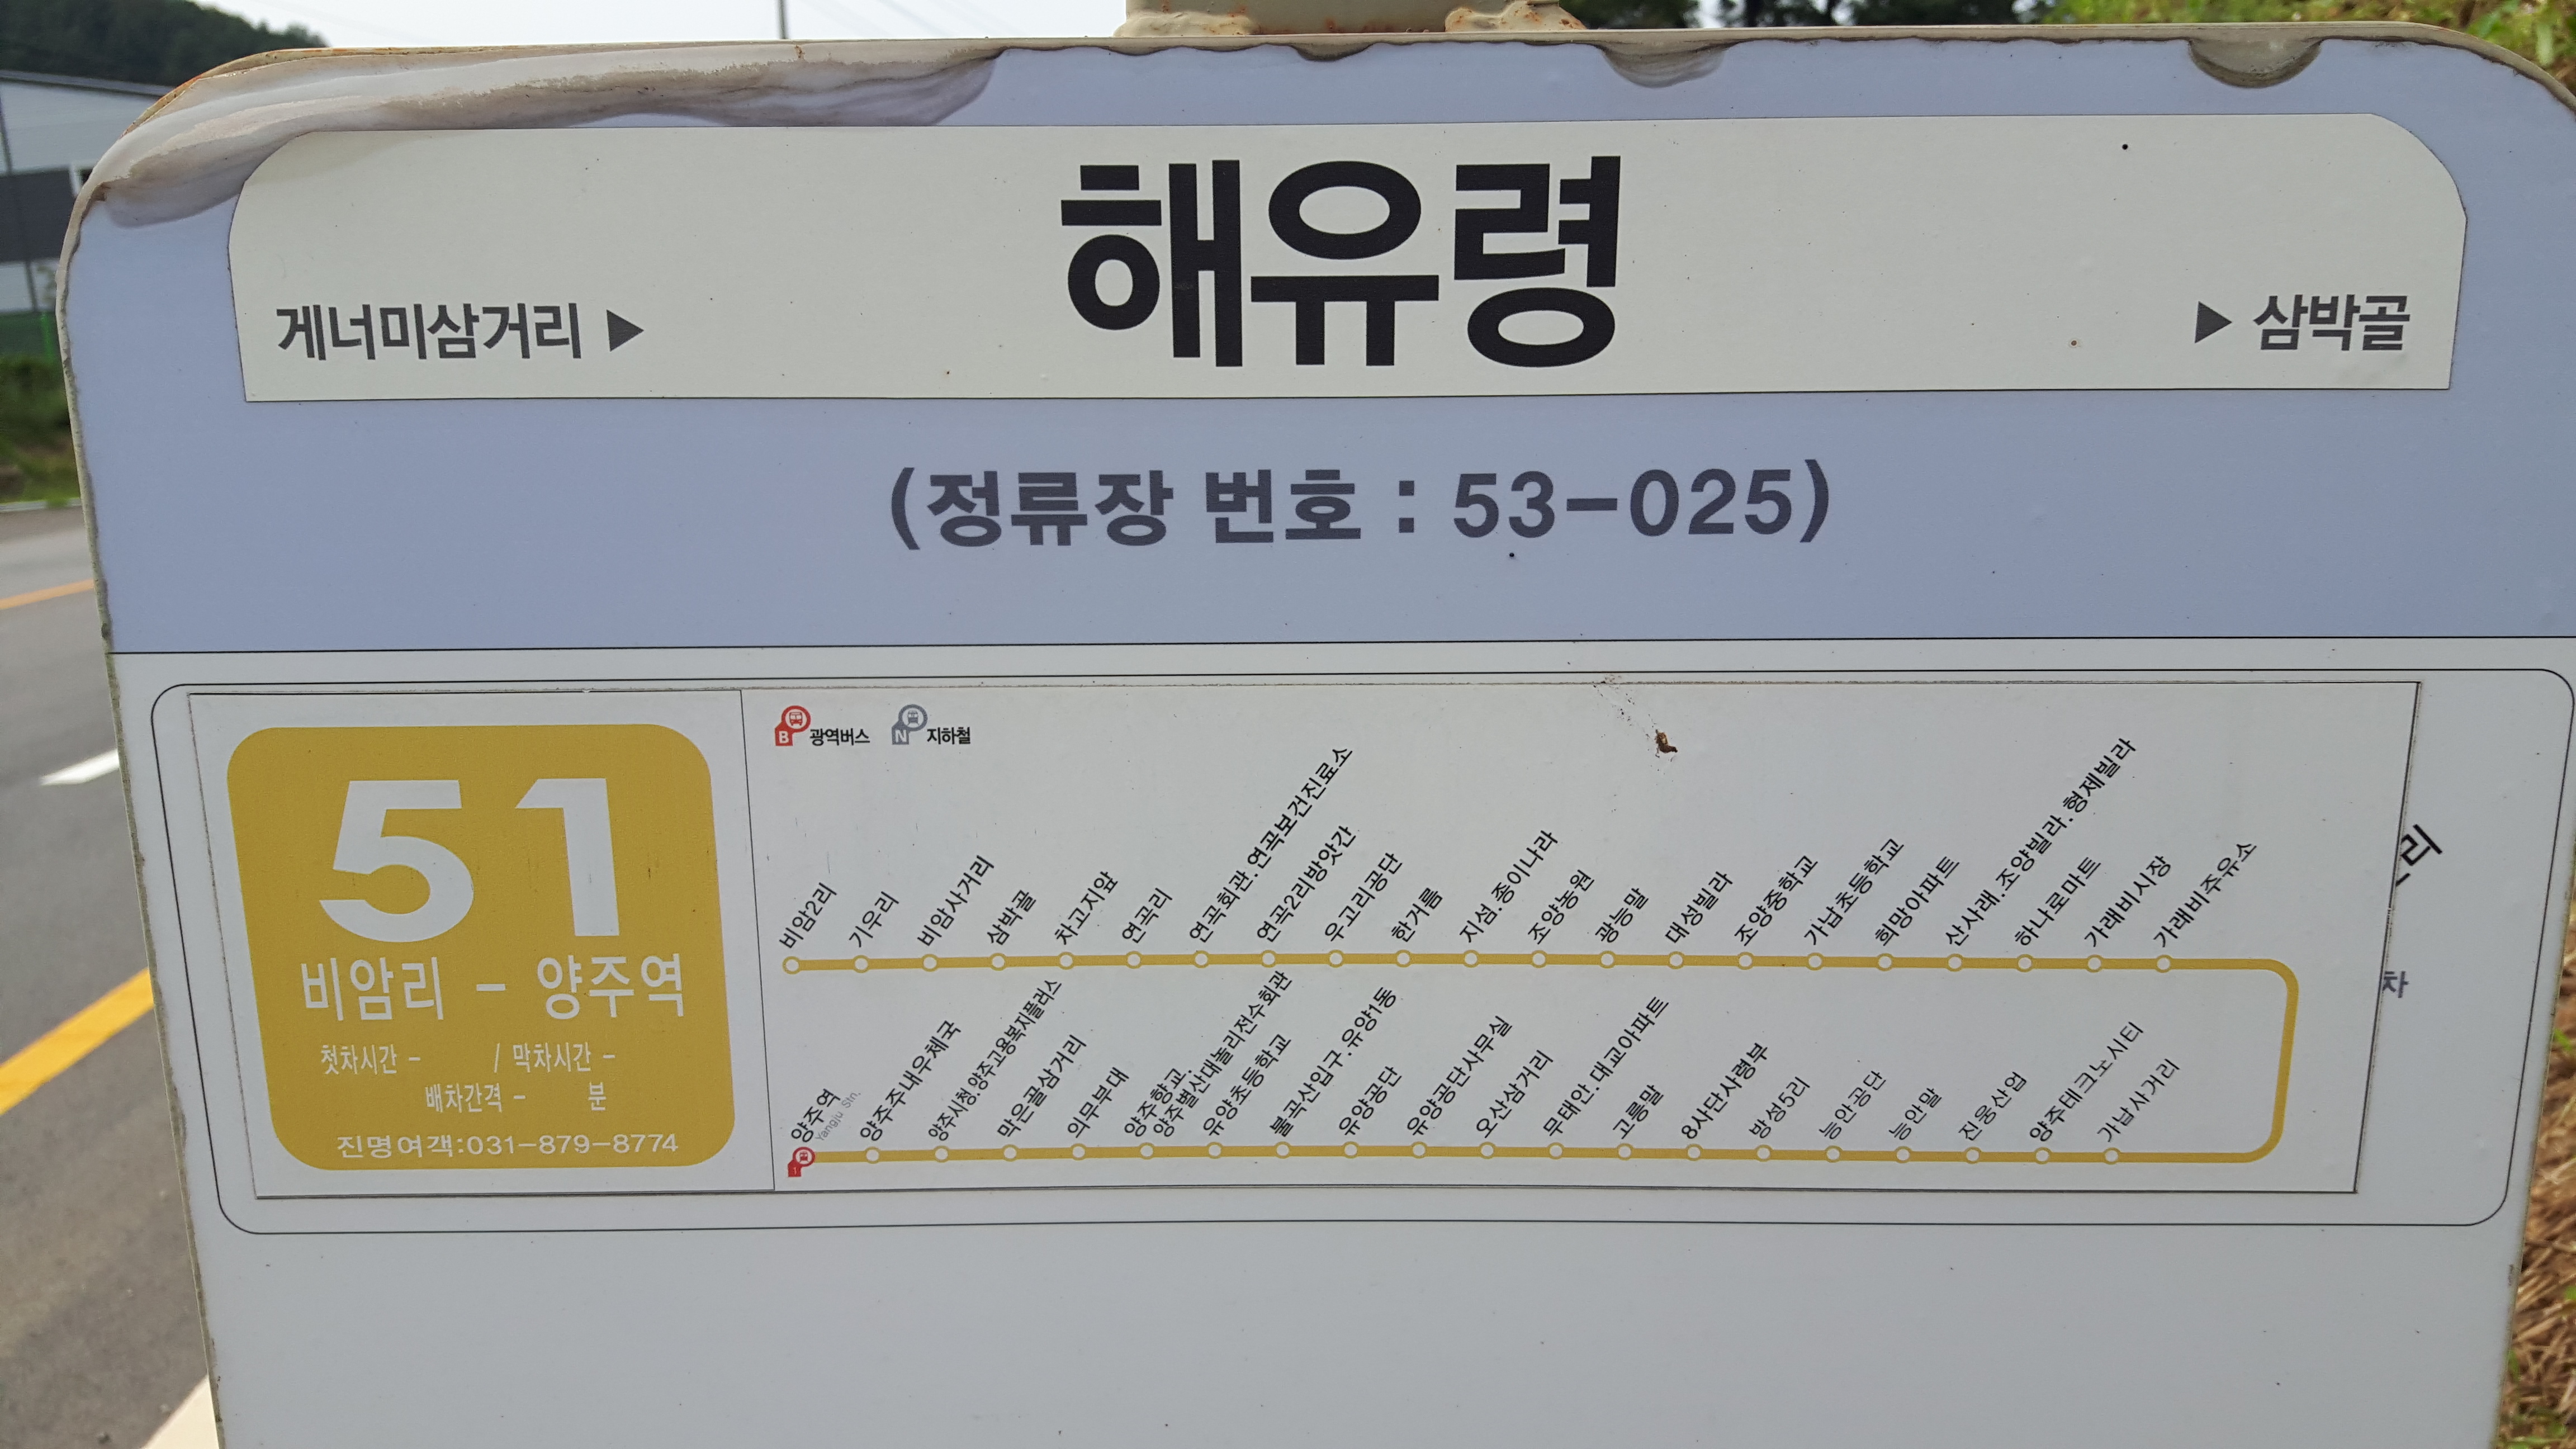 해유령
게너미삼거리 ▶
▶ 삼박골
(정류장 번호 : 53-025)
51
비암리 - 양주역
첫차시간 - / 막차시간 -
배차간격 - 분
진명여객:031-879-8774
B 광역버스
N 지하철
비암2리
기우리
비암사거리
삼박골
차고지앞
연곡리
연곡회관.연곡보건진료소
연곡2리방앗간
우고리공단
한거름
지섬.종이나라
조양농원
광능말
대성빌라
조양중학교
가납초등학교
희망아파트
산사래.조양빌라.형제빌라
하나로마트
가래비시장
가래비주유소
양주역
Yangju Stn.
양주주내우체국
양주시청.양주고용복지플러스
막은골삼거리
의무부대
양주향교.
양주별산대놀리전수회관
유양초등학교
불곡산입구.유양1동
유양공단
유양공단사무실
오산삼거리
무태안.대교아파트
고릉말
8사단사령부
방성5리
능안공단
능안말
진웅산업
양주테크노시티
가납사거리
1
리
차